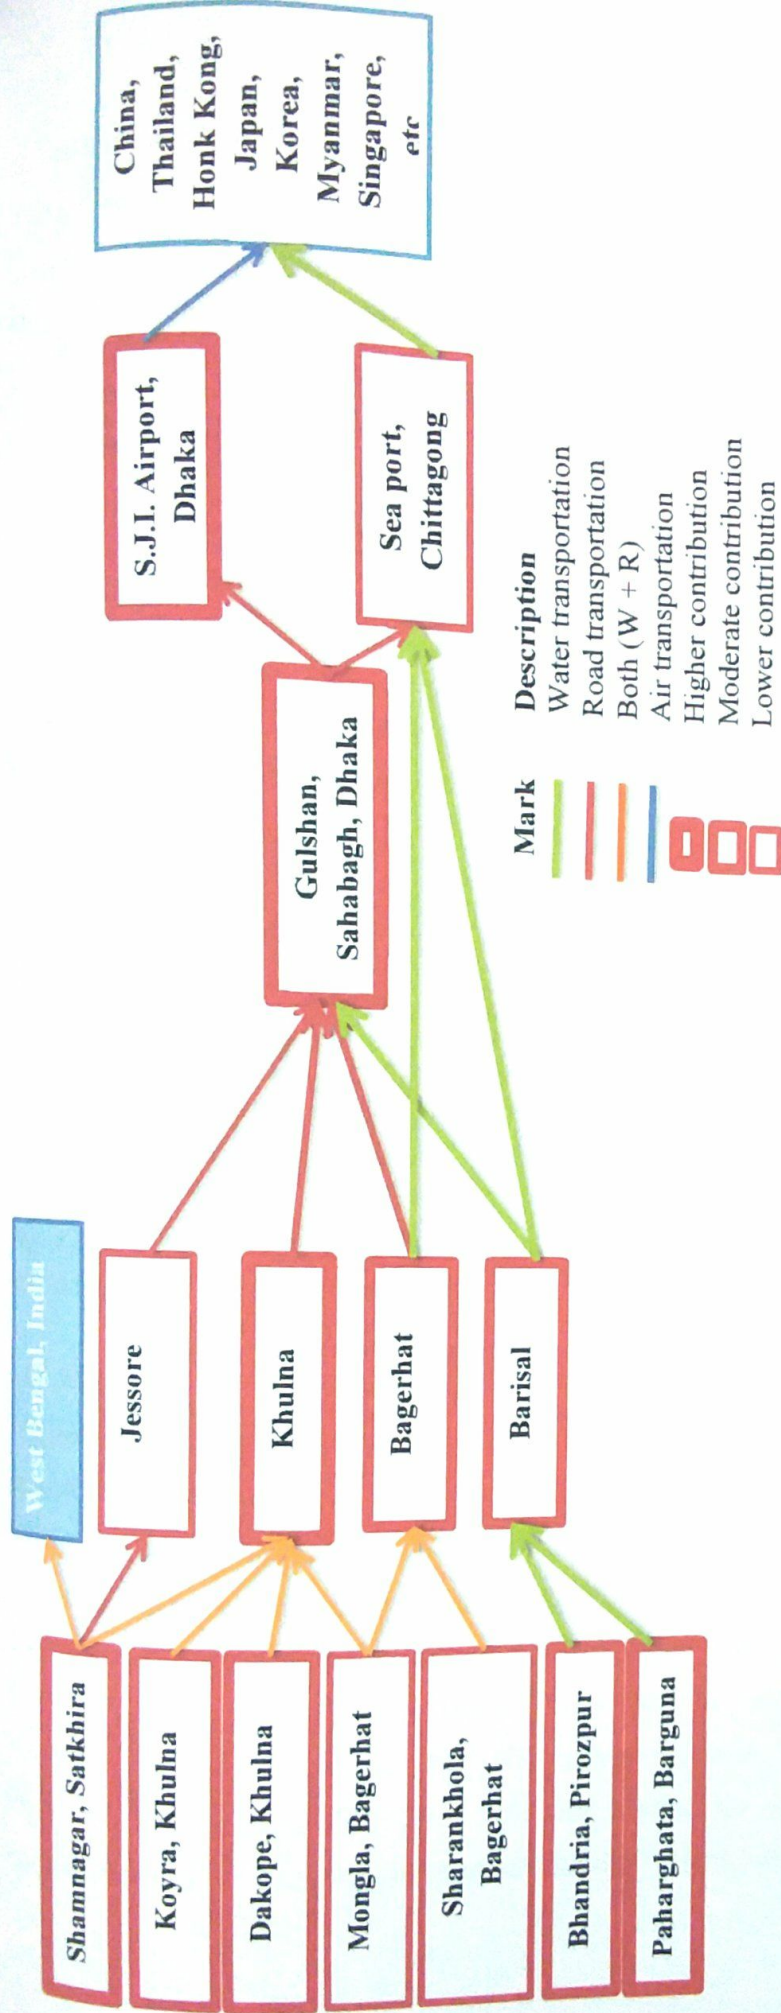 West Bengal, India
Shamnagar, Satkhira
Koyra, Khulna
Dakope, Khulna
Mongla, Bagerhat
Sharankhola,
Bagerhat
Bhandria, Pirozpur
Paharghata, Barguna
Jessore
Khulna
Bagerhat
Barisal
Gulshan,
Sahabagh, Dhaka
S.J.I. Airport,
Dhaka
Sea port,
Chittagong
China,
Thailand,
Honk Kong,
Japan,
Korea,
Myanmar,
Singapore,
etc
Mark Description
Water transportation
Road transportation
Both (W + R)
Air transportation
Higher contribution
Moderate contribution
Lower contribution